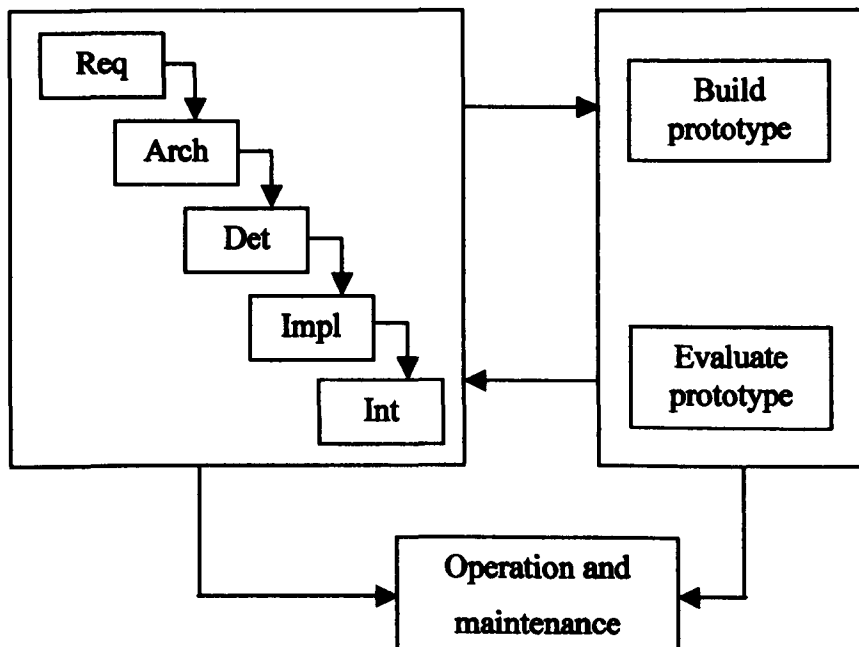 Req
Arch
Det
Impl
Int
Build
prototype
Evaluate
prototype
Operation and
maintenance